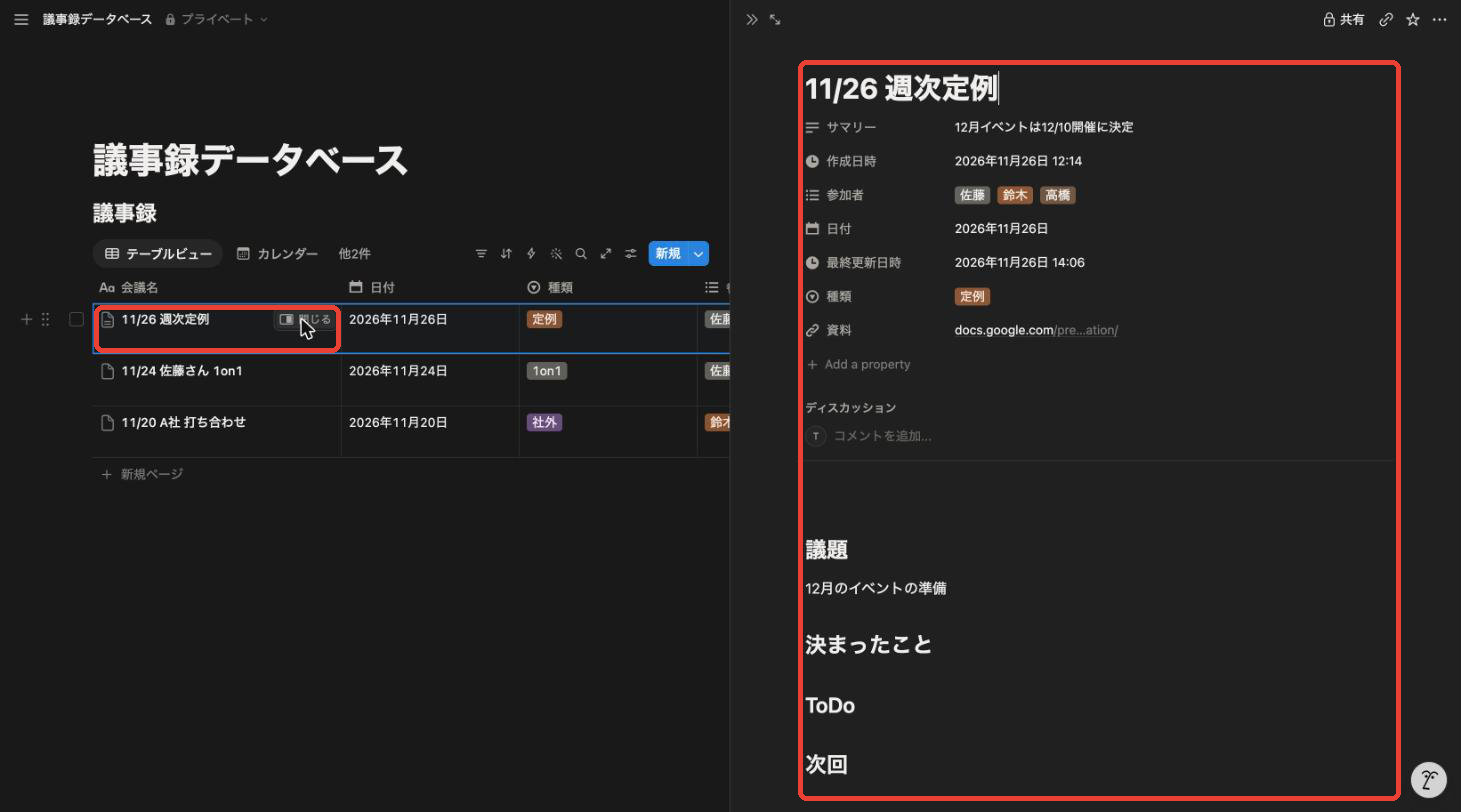 議事録データベース プライベート
議事録データベース
議事録
テーブルビュー カレンダー 他2件 新規
Aa 会議名 日付 種類
11/26 週次定例 閉じる 2026年11月26日 定例 佐
11/24 佐藤さん 1on1 2026年11月24日 1on1 佐
11/20 A社 打ち合わせ 2026年11月20日 社外 鈴木
新規ページ
共有
11/26 週次定例
サマリー 12月イベントは12/10開催に決定
作成日時 2026年11月26日 12:14
参加者 佐藤 鈴木 高橋
日付 2026年11月26日
最終更新日時 2026年11月26日 14:06
種類 定例
資料 docs.google.com/pre...ation/
Add a property
ディスカッション
T コメントを追加...
議題
12月のイベントの準備
決まったこと
ToDo
次回